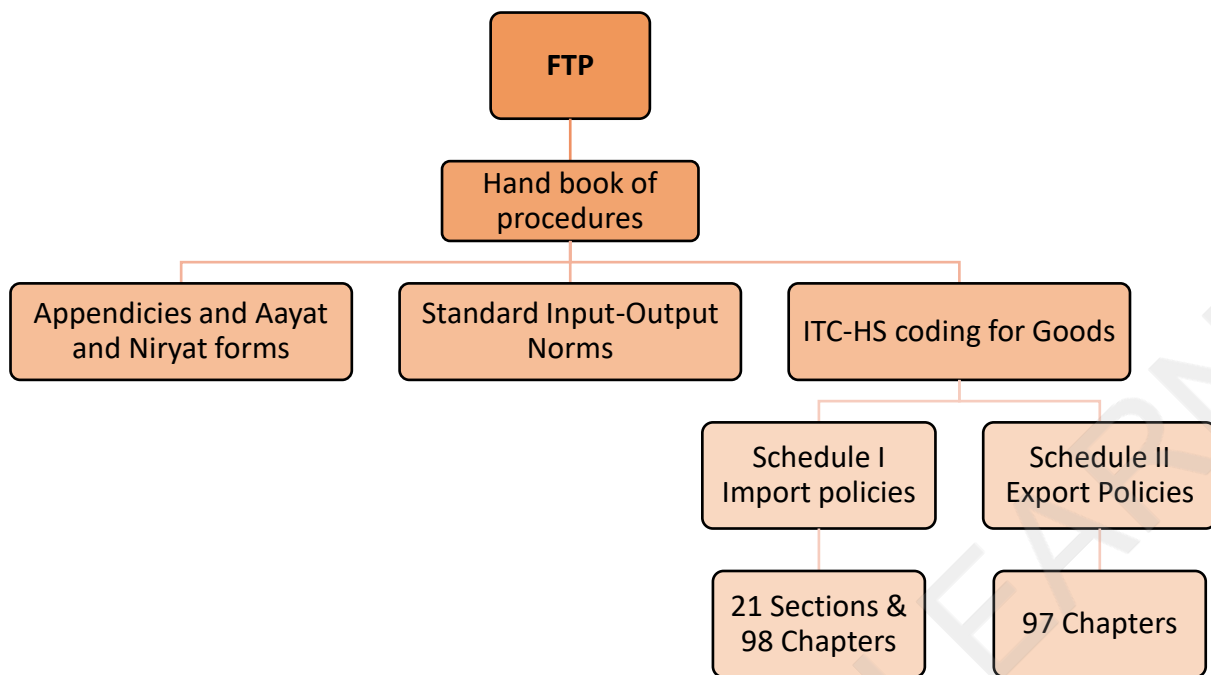 FTP
Hand book of
procedures
Appendicies and Aayat
and Niryat forms
Standard Input-Output
Norms
ITC-HS coding for Goods
Schedule I
Import policies
Schedule II
Export Policies
21 Sections &
98 Chapters
97 Chapters